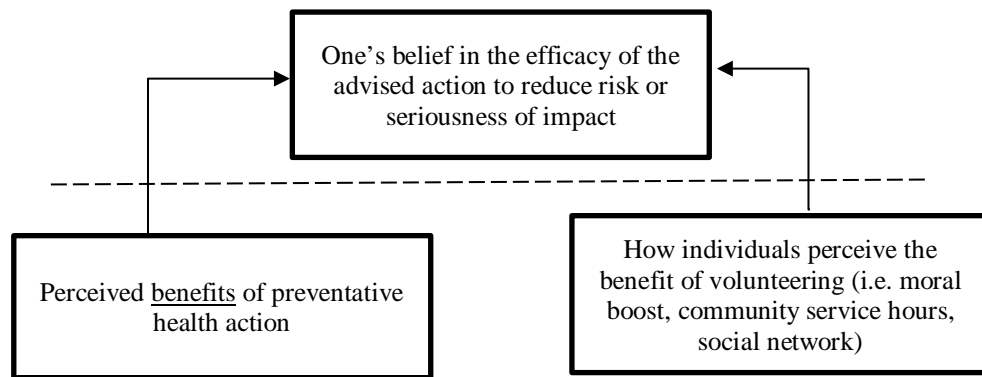 One’s belief in the efficacy of the
advised action to reduce risk or
seriousness of impact
Perceived benefits of preventative
health action
How individuals perceive the
benefit of volunteering (i.e. moral
boost, community service hours,
social network)